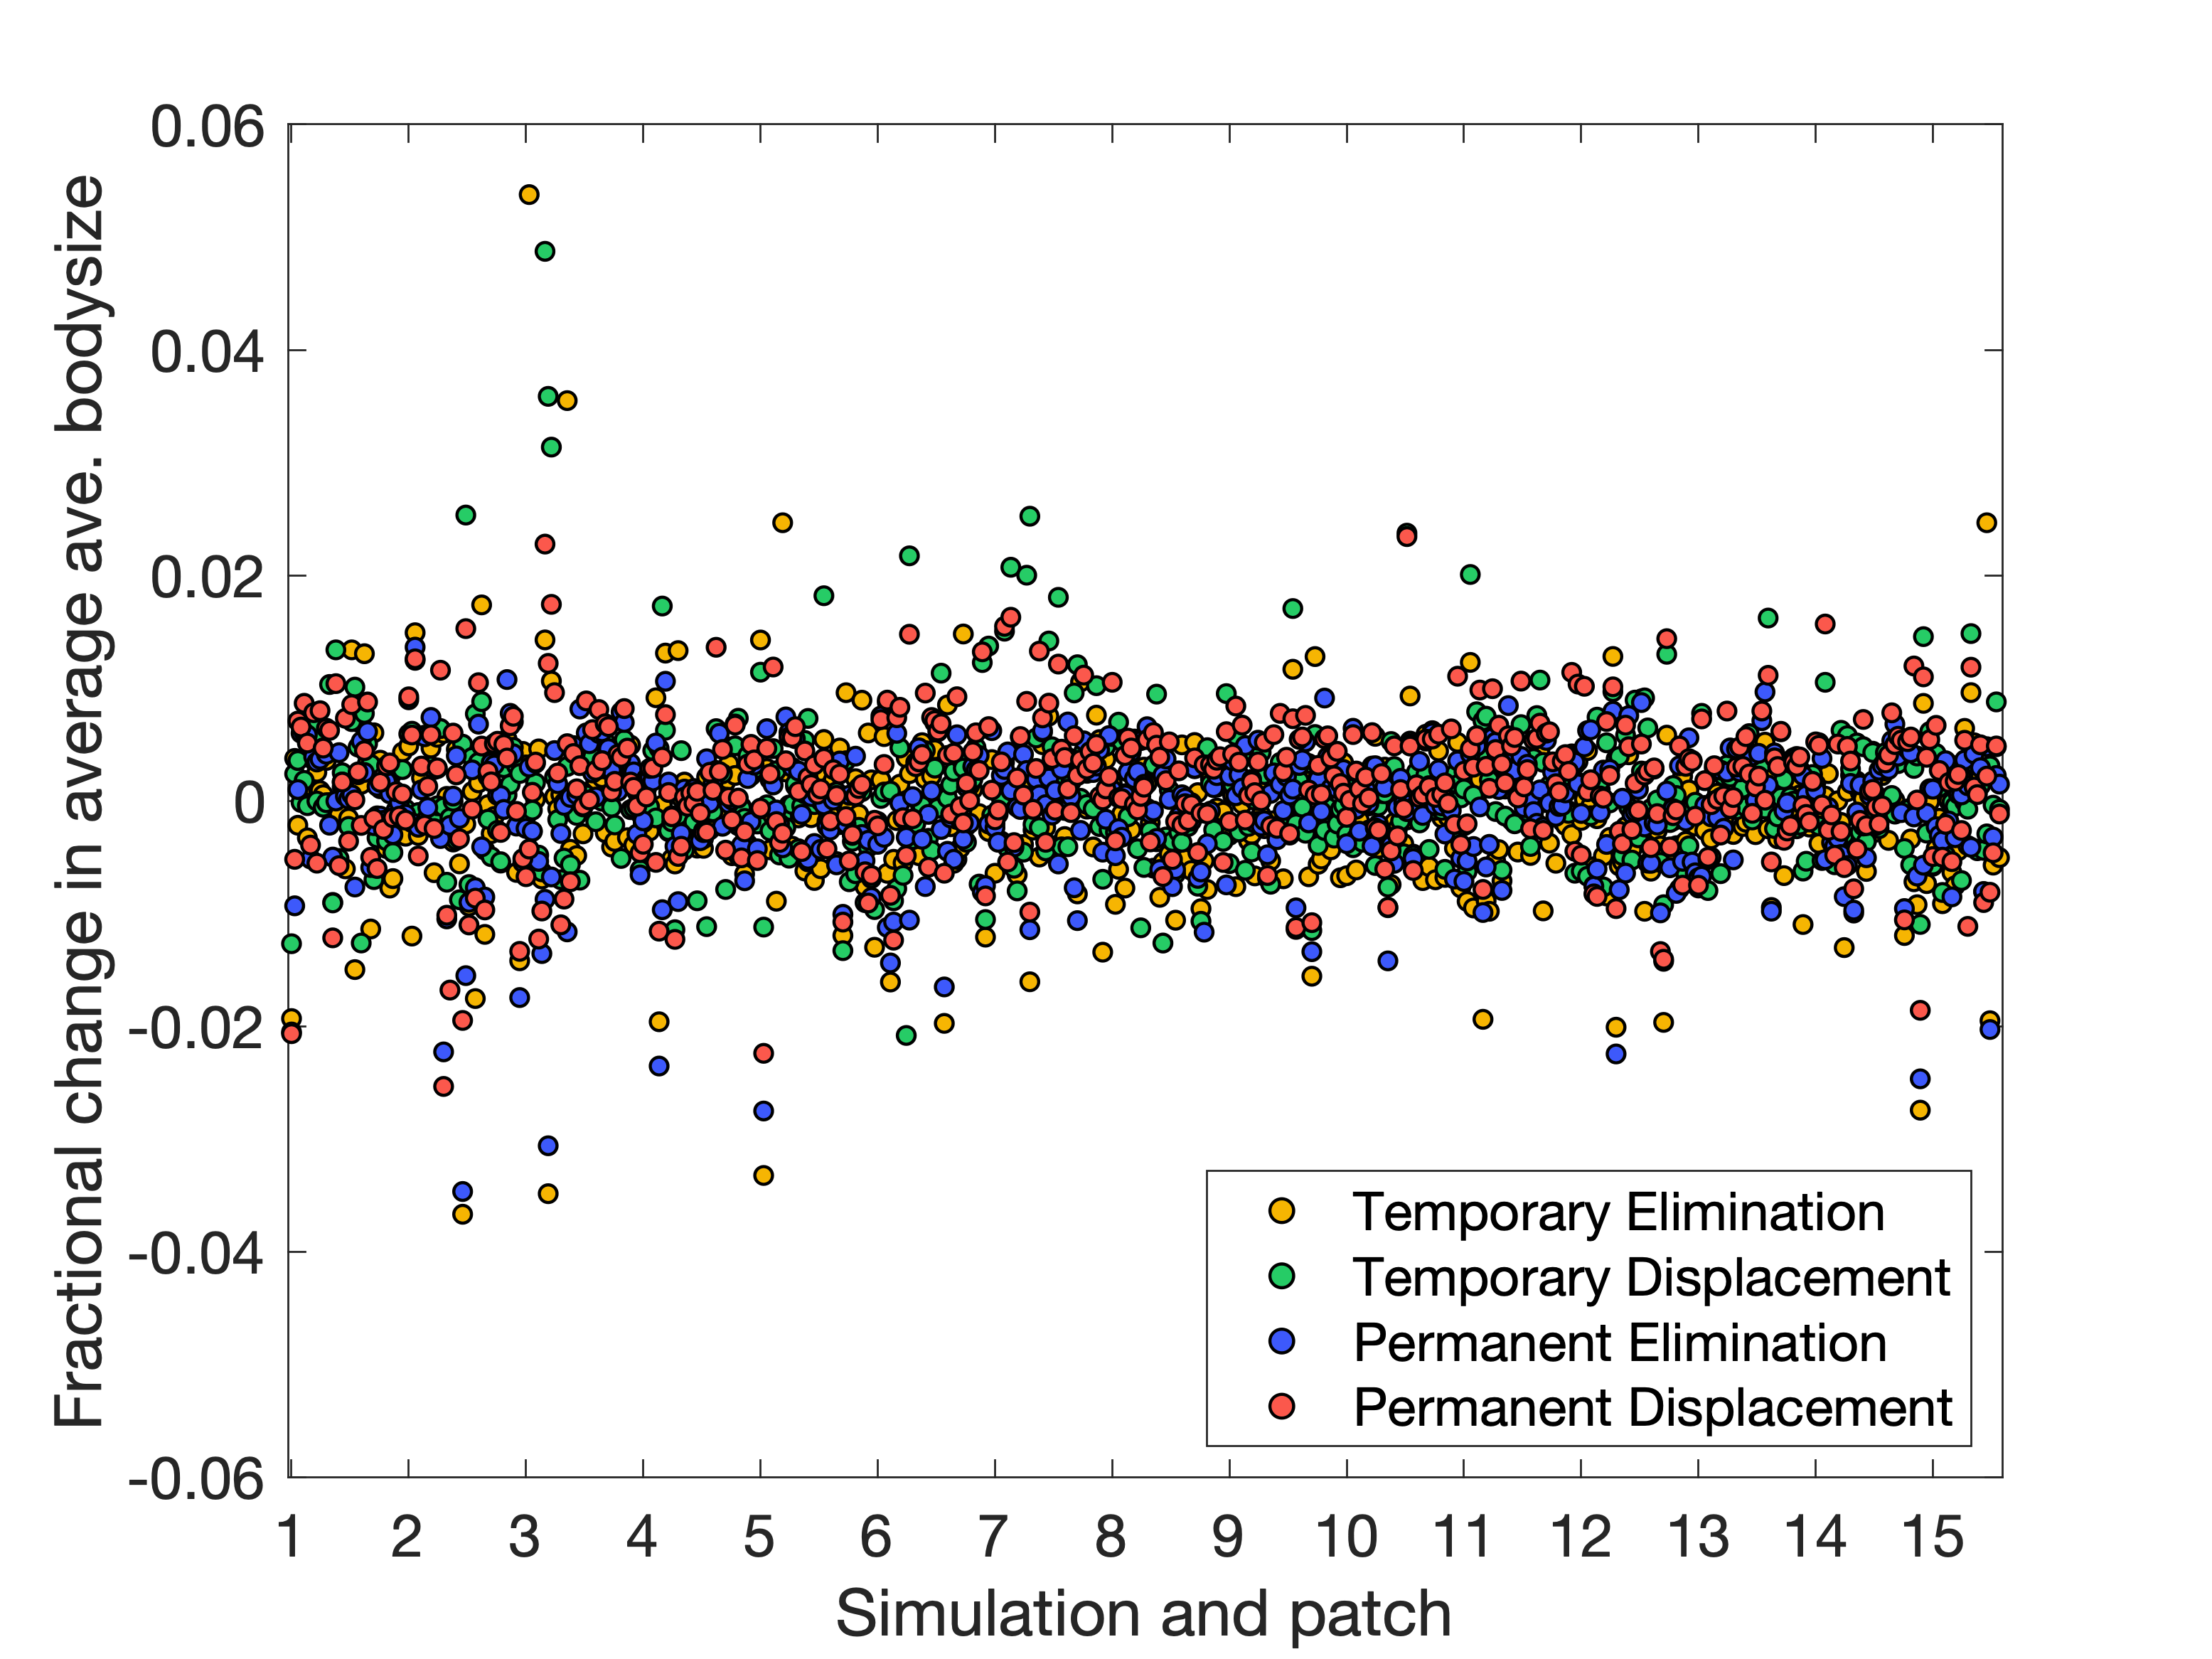 Fractional change in average ave. bodysize
0.06
0.04
0.02
0
-0.02
-0.04
-0.06
Temporary Elimination
Temporary Displacement
Permanent Elimination
Permanent Displacement
1 2 3 4 5 6 7 8 9 10 11 12 13 14 15
Simulation and patch